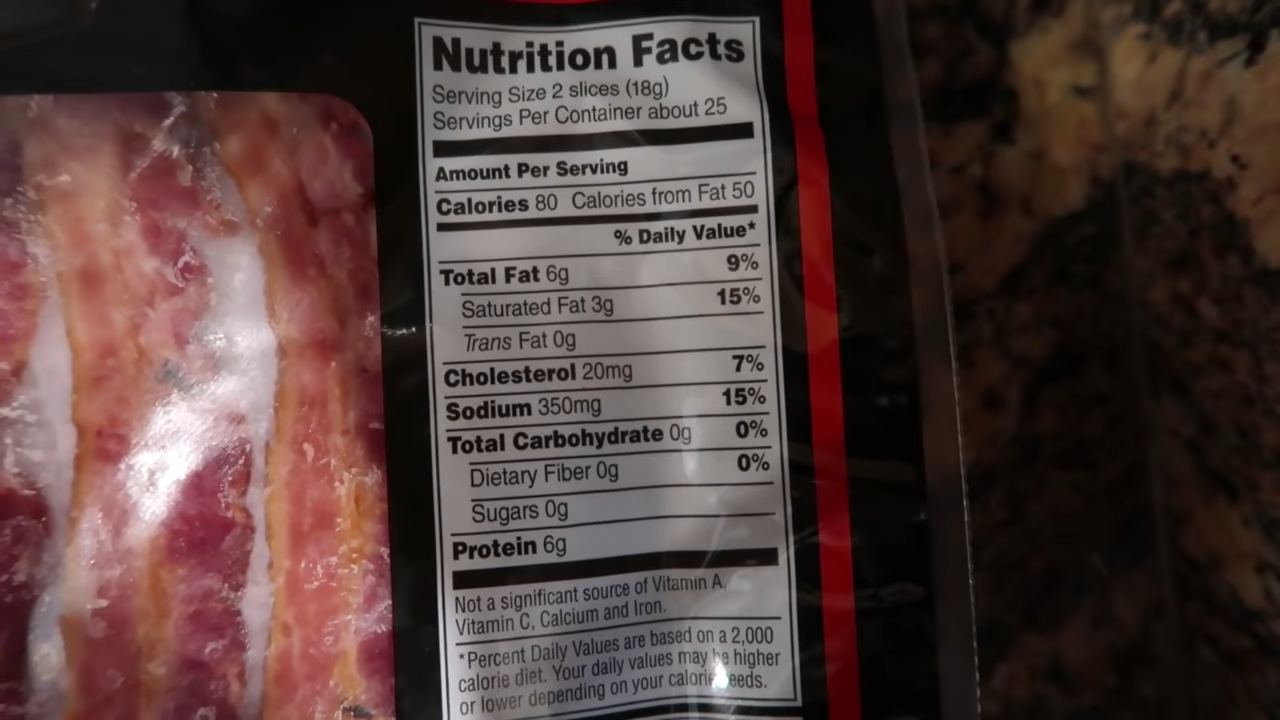 Nutrition Facts
Serving Size 2 slices (18g)
Servings Per Container about 25
Amount Per Serving
Calories 80 Calories from Fat 50
% Daily Value*
Total Fat 6g 9%
Saturated Fat 3g 15%
Trans Fat 0g
Cholesterol 20mg 7%
Sodium 350mg 15%
Total Carbohydrate 0g 0%
Dietary Fiber 0g 0%
Sugars 0g
Protein 6g
Not a significant source of Vitamin A,
Vitamin C, Calcium and Iron.
*Percent Daily Values are based on a 2,000
calorie diet. Your daily values may be higher
or lower depending on your calorie needs.